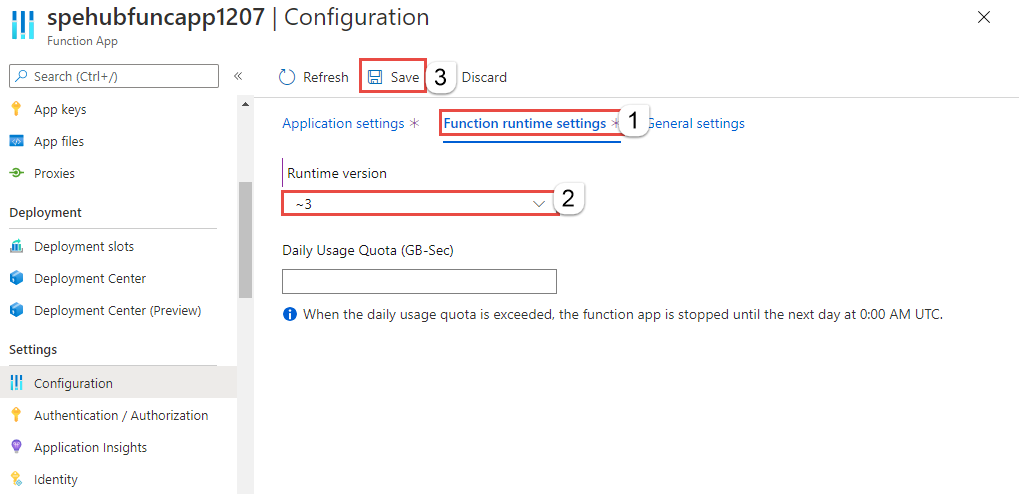 spehubfuncapp1207 | Configuration
Function App
Search (Ctrl+/)
«
App keys
App files
Proxies
Deployment
Deployment slots
Deployment Center
Deployment Center (Preview)
Settings
Configuration
Authentication / Authorization
Application Insights
Identity
Refresh
Save
3
Discard
Application settings *
Function runtime settings *
1
General settings
Runtime version
~3
2
Daily Usage Quota (GB-Sec)
When the daily usage quota is exceeded, the function app is stopped until the next day at 0:00 AM UTC.